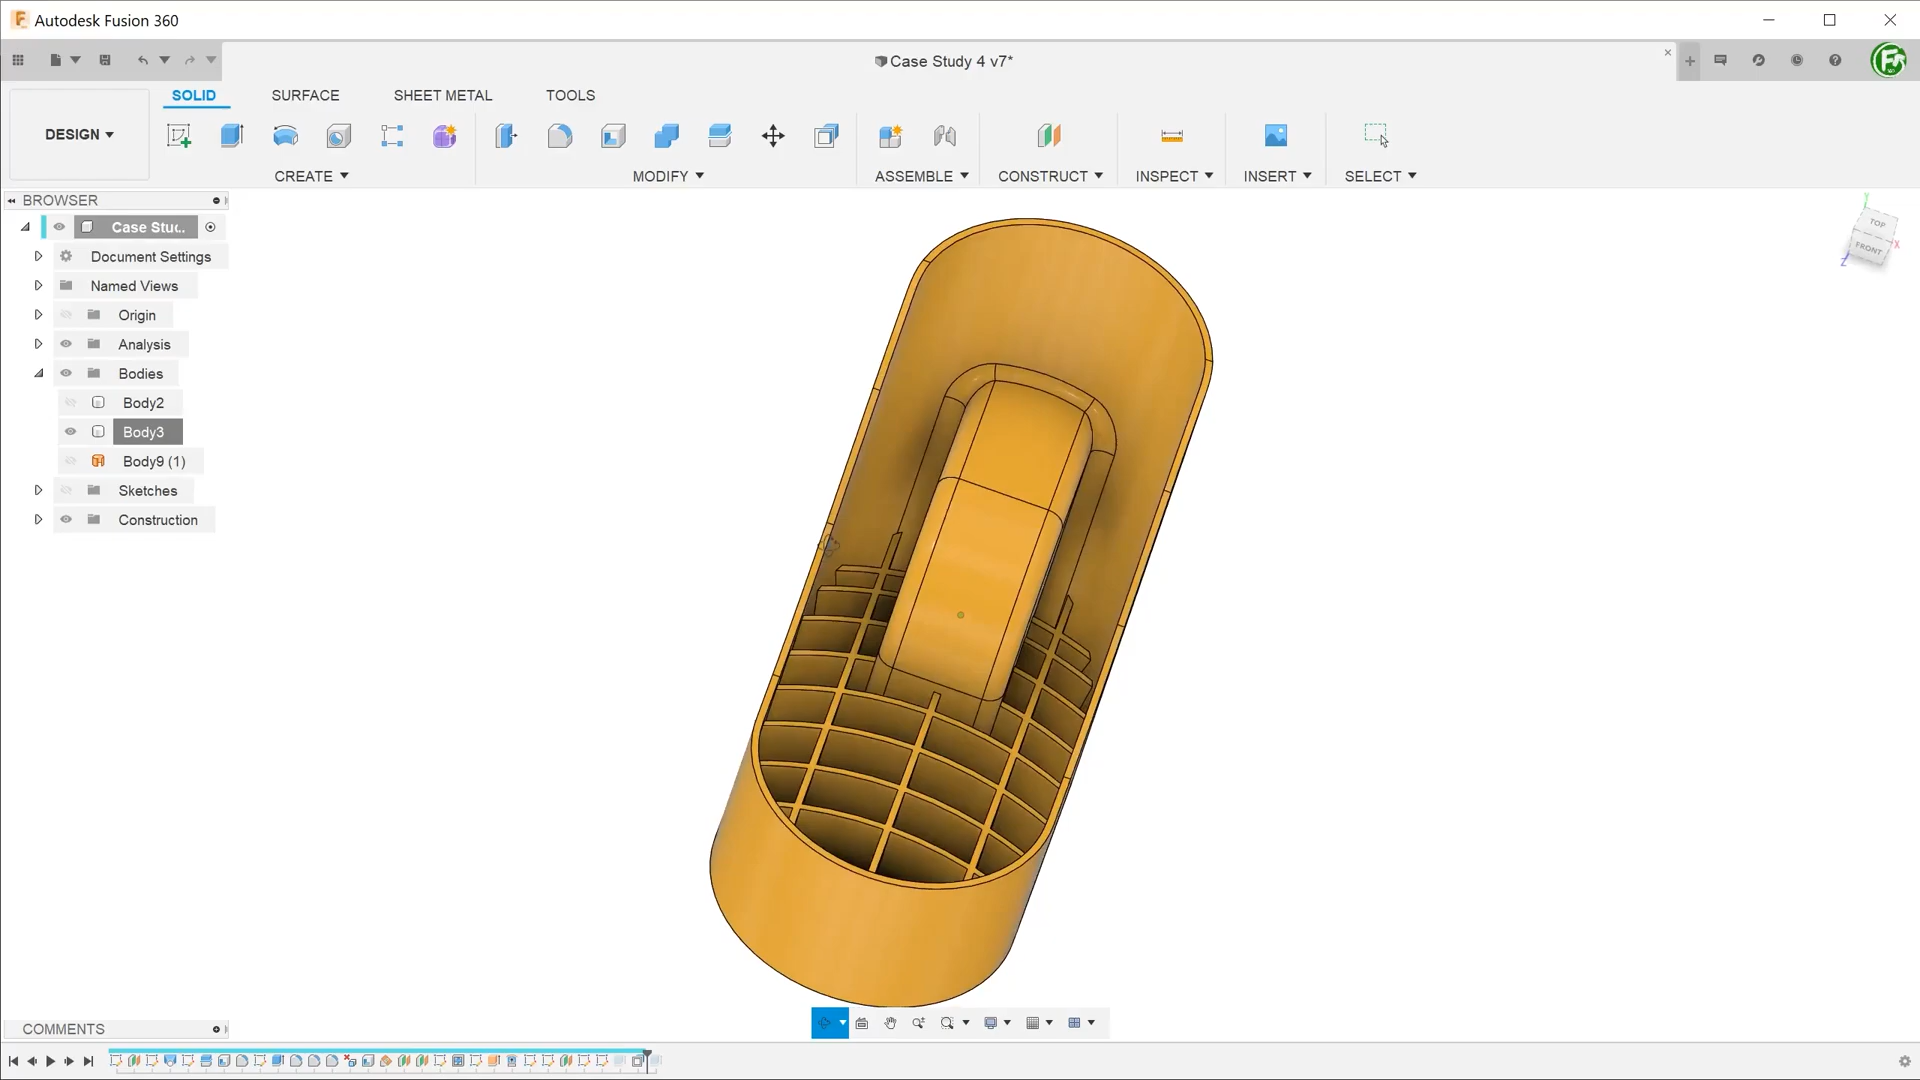 Autodesk Fusion 360
Case Study 4 v7*
SOLID SURFACE SHEET METAL TOOLS
DESIGN
CREATE MODIFY ASSEMBLE CONSTRUCT INSPECT INSERT SELECT
BROWSER
Case Stu..
Document Settings
Named Views
Origin
Analysis
Bodies
Body2
Body3
Body9 (1)
Sketches
Construction
Y
TOP
FRONT
X
Z
COMMENTS